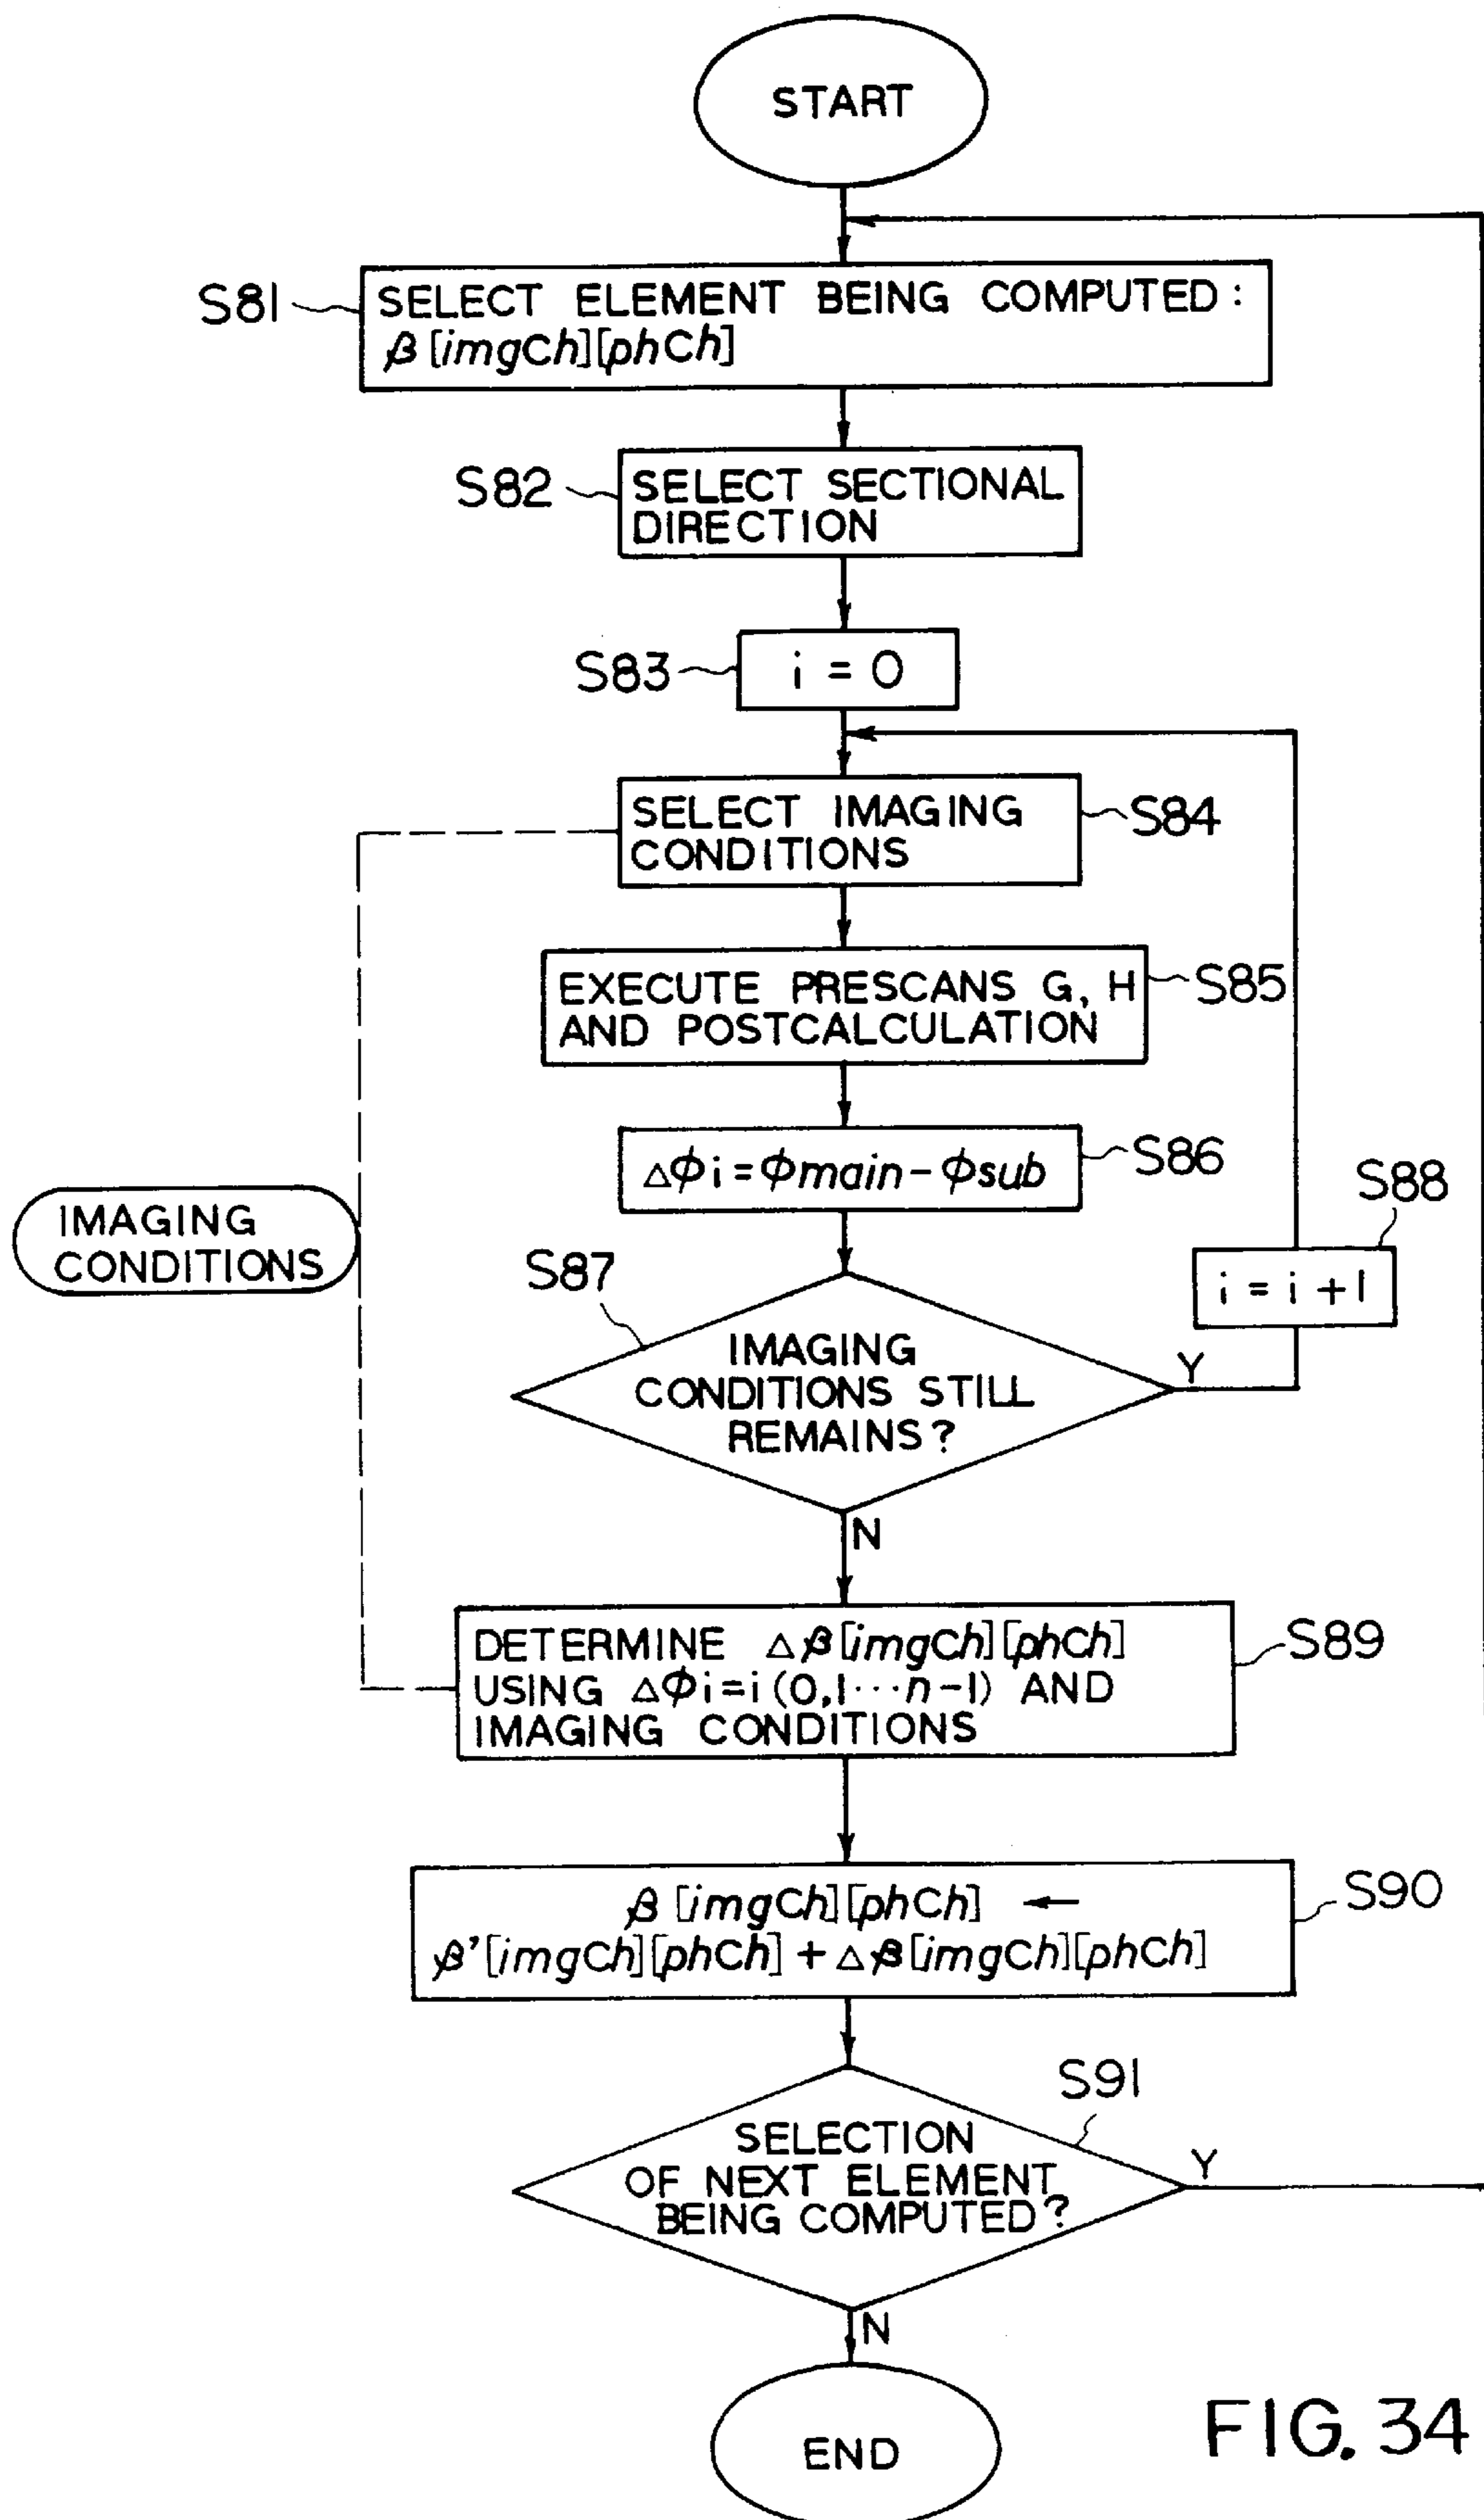 START
S81
SELECT ELEMENT BEING COMPUTED :
β [imgCh][phCh]
S82
SELECT SECTIONAL
DIRECTION
S83
i = 0
SELECT IMAGING
CONDITIONS
S84
EXECUTE PRESCANS G, H
AND POSTCALCULATION
S85
Δϕi = ϕmain - ϕsub
S86
S88
i = i + 1
IMAGING
CONDITIONS
S87
IMAGING
CONDITIONS STILL
REMAINS?
Y
N
DETERMINE Δβ[imgCh][phCh]
USING Δϕi=i(0,1···n-1) AND
IMAGING CONDITIONS
S89
β [imgCh][phCh] ←
β'[imgCh][phCh] + Δβ[imgCh][phCh]
S90
S91
SELECTION
OF NEXT ELEMENT
BEING COMPUTED?
Y
N
END
FIG. 34